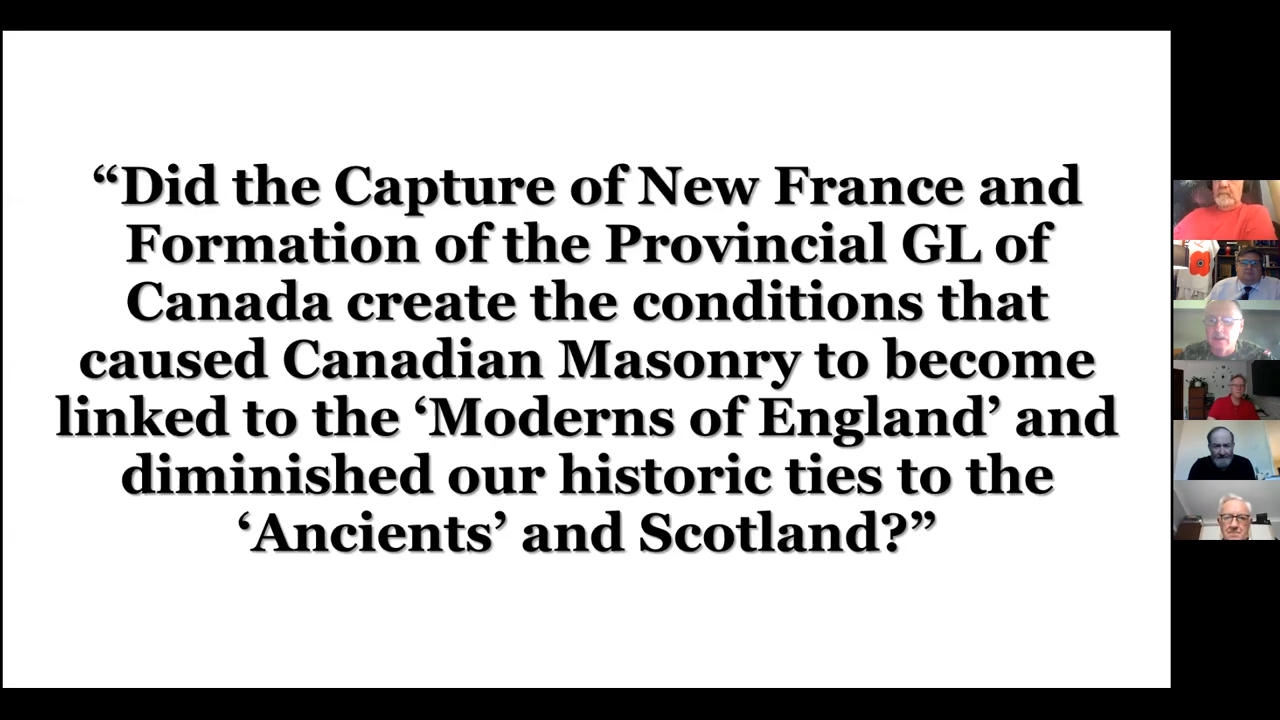 “Did the Capture of New France and
Formation of the Provincial GL of
Canada create the conditions that
caused Canadian Masonry to become
linked to the ‘Moderns of England’ and
diminished our historic ties to the
‘Ancients’ and Scotland?”